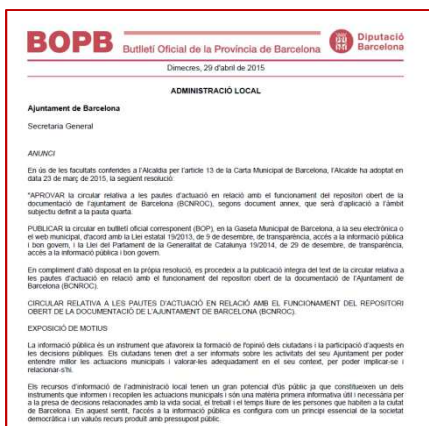 BOPB Butlletí Oficial de la Província de Barcelona Diputació Barcelona
Dimecres, 29 d'abril de 2015
ADMINISTRACIÓ LOCAL
Ajuntament de Barcelona
Secretaria General
ANUNCI
En ús de les facultats conferides a l'Alcaldia per l'article 13 de la Carta Municipal de Barcelona, l'Alcalde ha adoptat en
data 23 de març de 2015, la següent resolució:
"APROVAR la circular relativa a les pautes d'actuació en relació amb el funcionament del repositori obert de la
documentació de l'ajuntament de Barcelona (BCNROC), segons document annex, que serà d'aplicació a l'àmbit
subjectiu definit a la pauta quarta.
PUBLICAR la circular en butlletí oficial corresponent (BOP), en la Gaseta Municipal de Barcelona, a la seu electrònica o
el web municipal, d'acord amb la Llei estatal 19/2013, de 9 de desembre, de transparència, accés a la informació pública
i bon govern, i la Llei del Parlament de la Generalitat de Catalunya 19/2014, de 29 de desembre, de transparència,
accés a la informació pública i bon govern.
En compliment d'allò disposat en la pròpia resolució, es procedeix a la publicació íntegra del text de la circular relativa a
les pautes d'actuació en relació amb el funcionament del repositori obert de la documentació de l'Ajuntament de
Barcelona (BCNROC).
CIRCULAR RELATIVA A LES PAUTES D'ACTUACIÓ EN RELACIÓ AMB EL FUNCIONAMENT DEL REPOSITORI
OBERT DE LA DOCUMENTACIÓ DE L'AJUNTAMENT DE BARCELONA (BCNROC).
EXPOSICIÓ DE MOTIUS
La informació pública és un instrument que afavoreix la formació de l'opinió dels ciutadans i la participació d'aquests en
les decisions públiques. Els ciutadans tenen dret a ser informats sobre les activitats del seu Ajuntament per poder
entendre millor les actuacions municipals i valorar-les adequadament en el seu context, per poder implicar-se i
relacionar-s'hi.
Els recursos d'informació de l'administració local tenen un gran potencial d'ús públic ja que constitueixen un dels
instruments que informen i recopilen les actuacions municipals i són una matèria primera informativa útil i necessària per
a la presa de decisions relacionades amb la vida social, el treball i el temps lliure de les persones que habiten a la ciutat
de Barcelona. En aquest sentit, l'accés a la informació pública es configura com un principi essencial de la societat
democràtica i un valuós recurs produït amb pressupost públic.